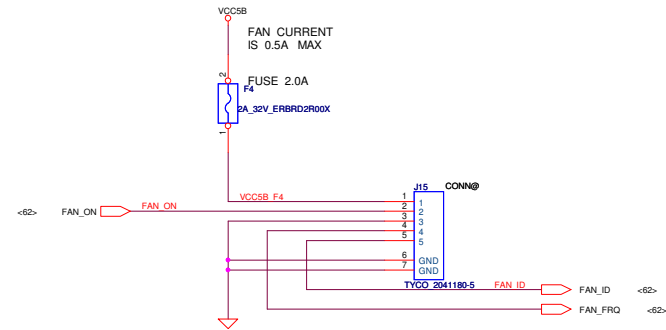 VCC5B
FAN CURRENT
IS 0.5A MAX
2
FUSE 2.0A
F4
2A_32V_ERBRD2R00X
1
J15 CONN@
VCC5B_F4 1 1
<62> FAN_ON FAN_ON 2 2
3 3
4 4
5 5
6 GND
7 GND
TYCO_2041180-5 FAN_ID FAN_ID <62>
FAN_FRQ <62>